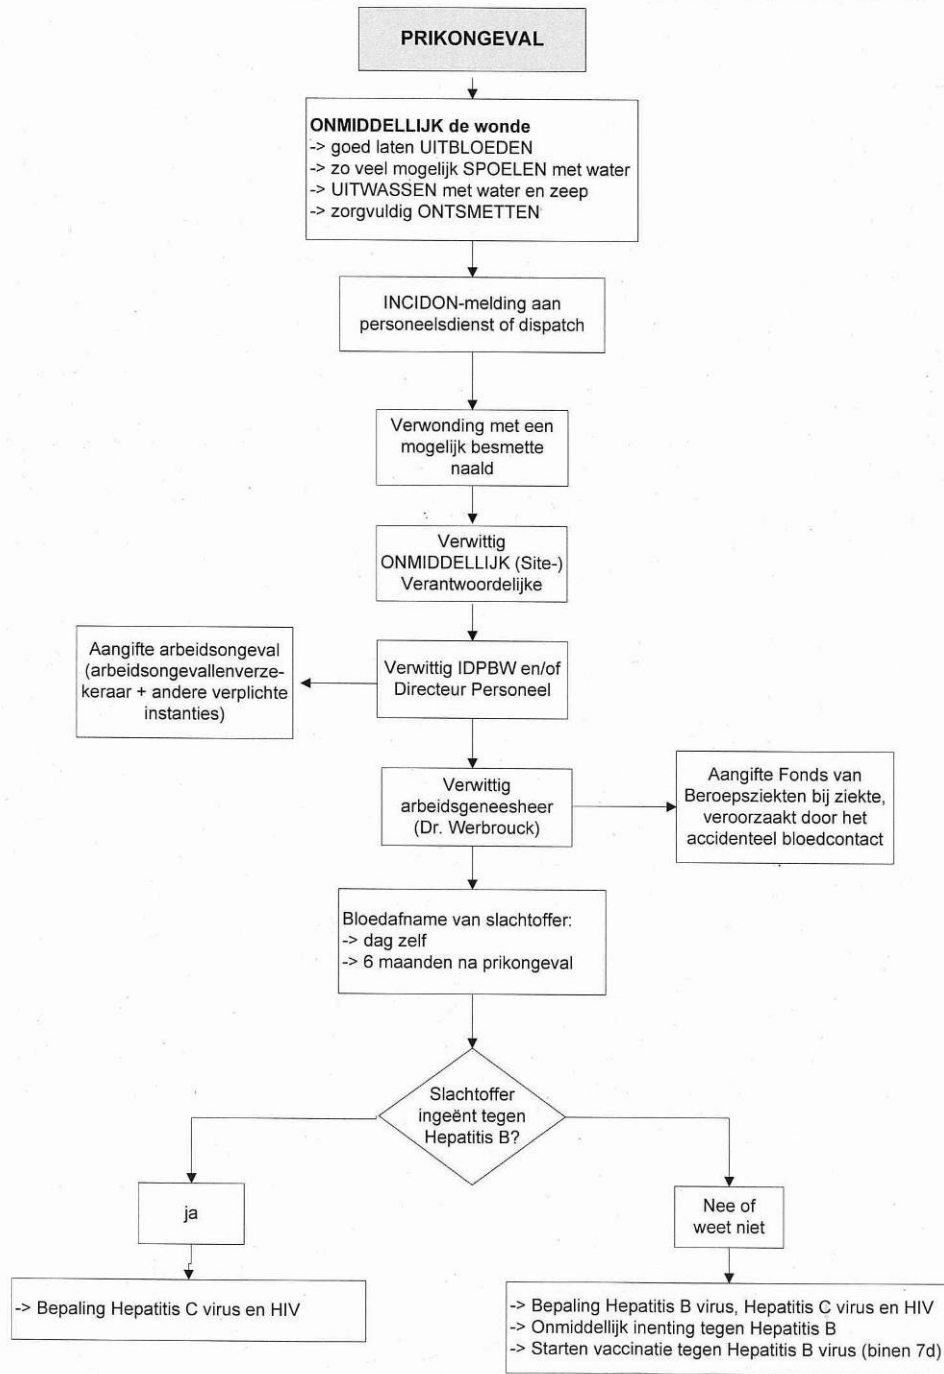 PRIKONGEVAL
ONMIDDELLIJK de wonde
-> goed laten UITBLOEDEN
-> zo veel mogelijk SPOELEN met water
-> UITWASSEN met water en zeep
-> zorgvuldig ONTSMETTEN
INCIDON-melding aan
personeelsdienst of dispatch
Verwonding met een
mogelijk besmette
naald
Verwittig
ONMIDDELLIJK (Site-)
Verantwoordelijke
Aangifte arbeidsongeval
(arbeidsongevallenverze-
keraar + andere verplichte
instanties)
Verwittig IDPBW en/of
Directeur Personeel
Verwittig
arbeidsgeneesheer
(Dr. Werbrouck)
Aangifte Fonds van
Beroepsziekten bij ziekte,
veroorzaakt door het
accidenteel bloedcontact
Bloedafname van slachtoffer:
-> dag zelf
-> 6 maanden na prikongeval
Slachtoffer
ingeënt tegen
Hepatitis B?
ja
Nee of
weet niet
-> Bepaling Hepatitis C virus en HIV
-> Bepaling Hepatitis B virus, Hepatitis C virus en HIV
-> Onmiddellijk inenting tegen Hepatitis B
-> Starten vaccinatie tegen Hepatitis B virus (binen 7d)